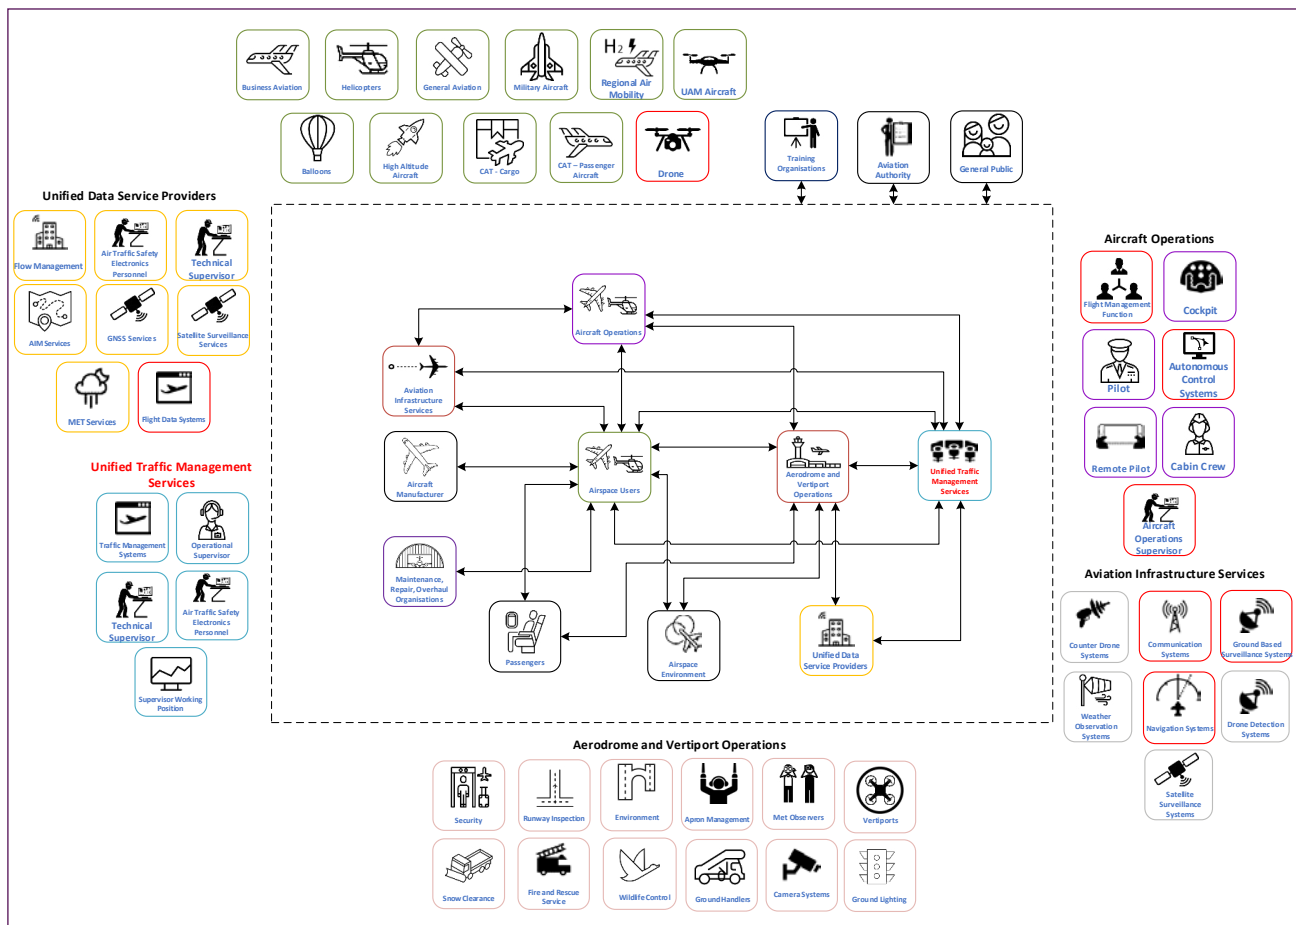 Business Aviation
Helicopters
General Aviation
Military Aircraft
H2
Regional Air
Mobility
UAM Aircraft
Balloons
High Altitude
Aircraft
CAT - Cargo
CAT – Passenger
Aircraft
Drone
Training
Organisations
Aviation
Authority
General Public
Unified Data Service Providers
Flow Management
Air Traffic Safety
Electronics
Personnel
Technical
Supervisor
AIM Services
GNSS Services
Satellite Surveillance
Services
MET Services
Flight Data Systems
Unified Traffic Management
Services
Traffic Management
Systems
Operational
Supervisor
Technical
Supervisor
Air Traffic Safety
Electronics
Personnel
Supervisor Working
Position
Aircraft Operations
Aviation
Infrastructure
Services
Aircraft
Manufacturer
Airspace Users
Aerodrome and
Vertiport
Operations
Unified Traffic
Management
Services
Maintenance,
Repair, Overhaul
Organisations
Passengers
Airspace
Environment
Unified Data
Service Providers
Aircraft Operations
Flight Management
Function
Cockpit
Pilot
Autonomous
Control
Systems
Remote Pilot
Cabin Crew
Aircraft
Operations
Supervisor
Aviation Infrastructure Services
Counter Drone
Systems
Communication
Systems
Ground Based
Surveillance Systems
Weather
Observation
Systems
Navigation Systems
Drone Detection
Systems
Satellite
Surveillance
Systems
Aerodrome and Vertiport Operations
Security
Runway Inspection
Environment
Apron Management
Met Observers
Vertiports
Snow Clearance
Fire and Rescue
Service
Wildlife Control
Ground Handlers
Camera Systems
Ground Lighting